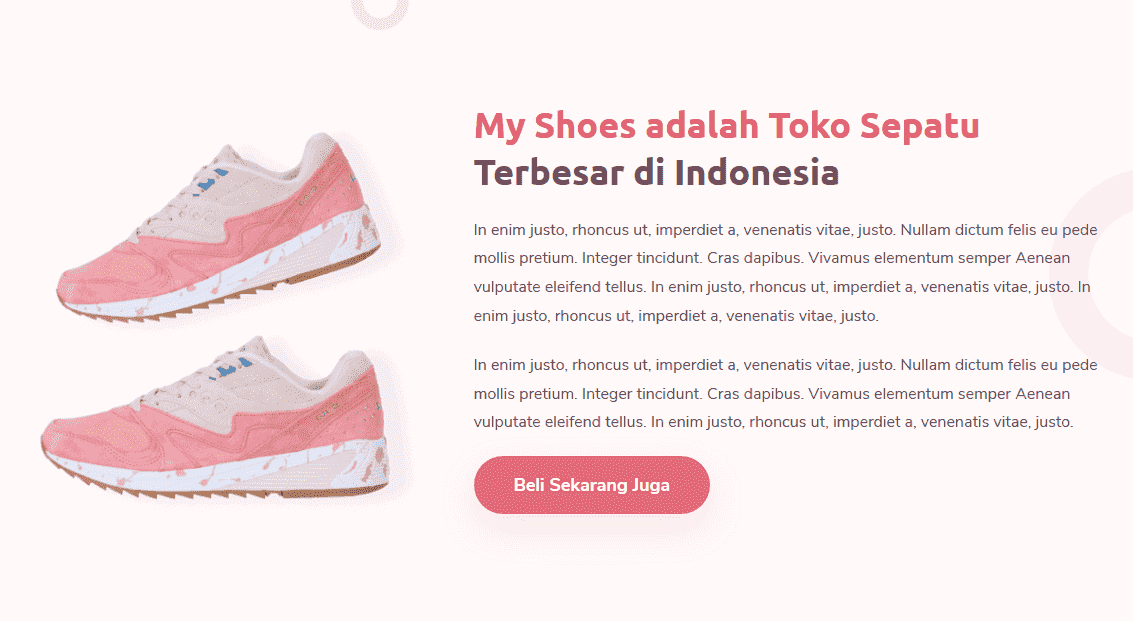 My Shoes adalah Toko Sepatu
Terbesar di Indonesia
In enim justo, rhoncus ut, imperdiet a, venenatis vitae, justo. Nullam dictum felis eu pede
mollis pretium. Integer tincidunt. Cras dapibus. Vivamus elementum semper Aenean
vulputate eleifend tellus. In enim justo, rhoncus ut, imperdiet a, venenatis vitae, justo. In
enim justo, rhoncus ut, imperdiet a, venenatis vitae, justo.
In enim justo, rhoncus ut, imperdiet a, venenatis vitae, justo. Nullam dictum felis eu pede
mollis pretium. Integer tincidunt. Cras dapibus. Vivamus elementum semper Aenean
vulputate eleifend tellus. In enim justo, rhoncus ut, imperdiet a, venenatis vitae, justo.
Beli Sekarang Juga